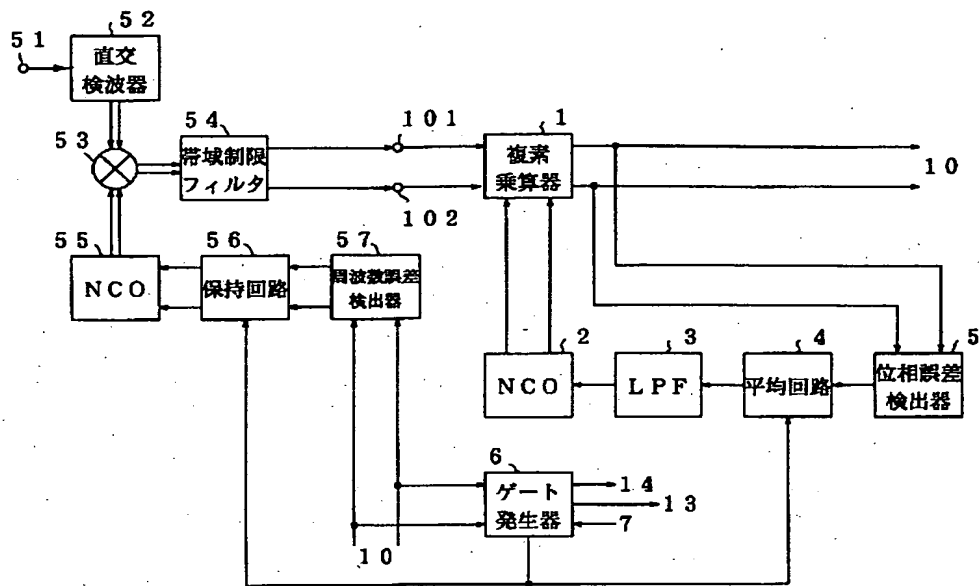 51
52
直交
検波器
53
54
帯域制限
フィルタ
101
102
1
複素
乗算器
10
55
NCO
56
保持回路
57
周波数誤差
検出器
2
NCO
3
LPF
4
平均回路
5
位相誤差
検出器
6
ゲート
発生器
14
13
7
10